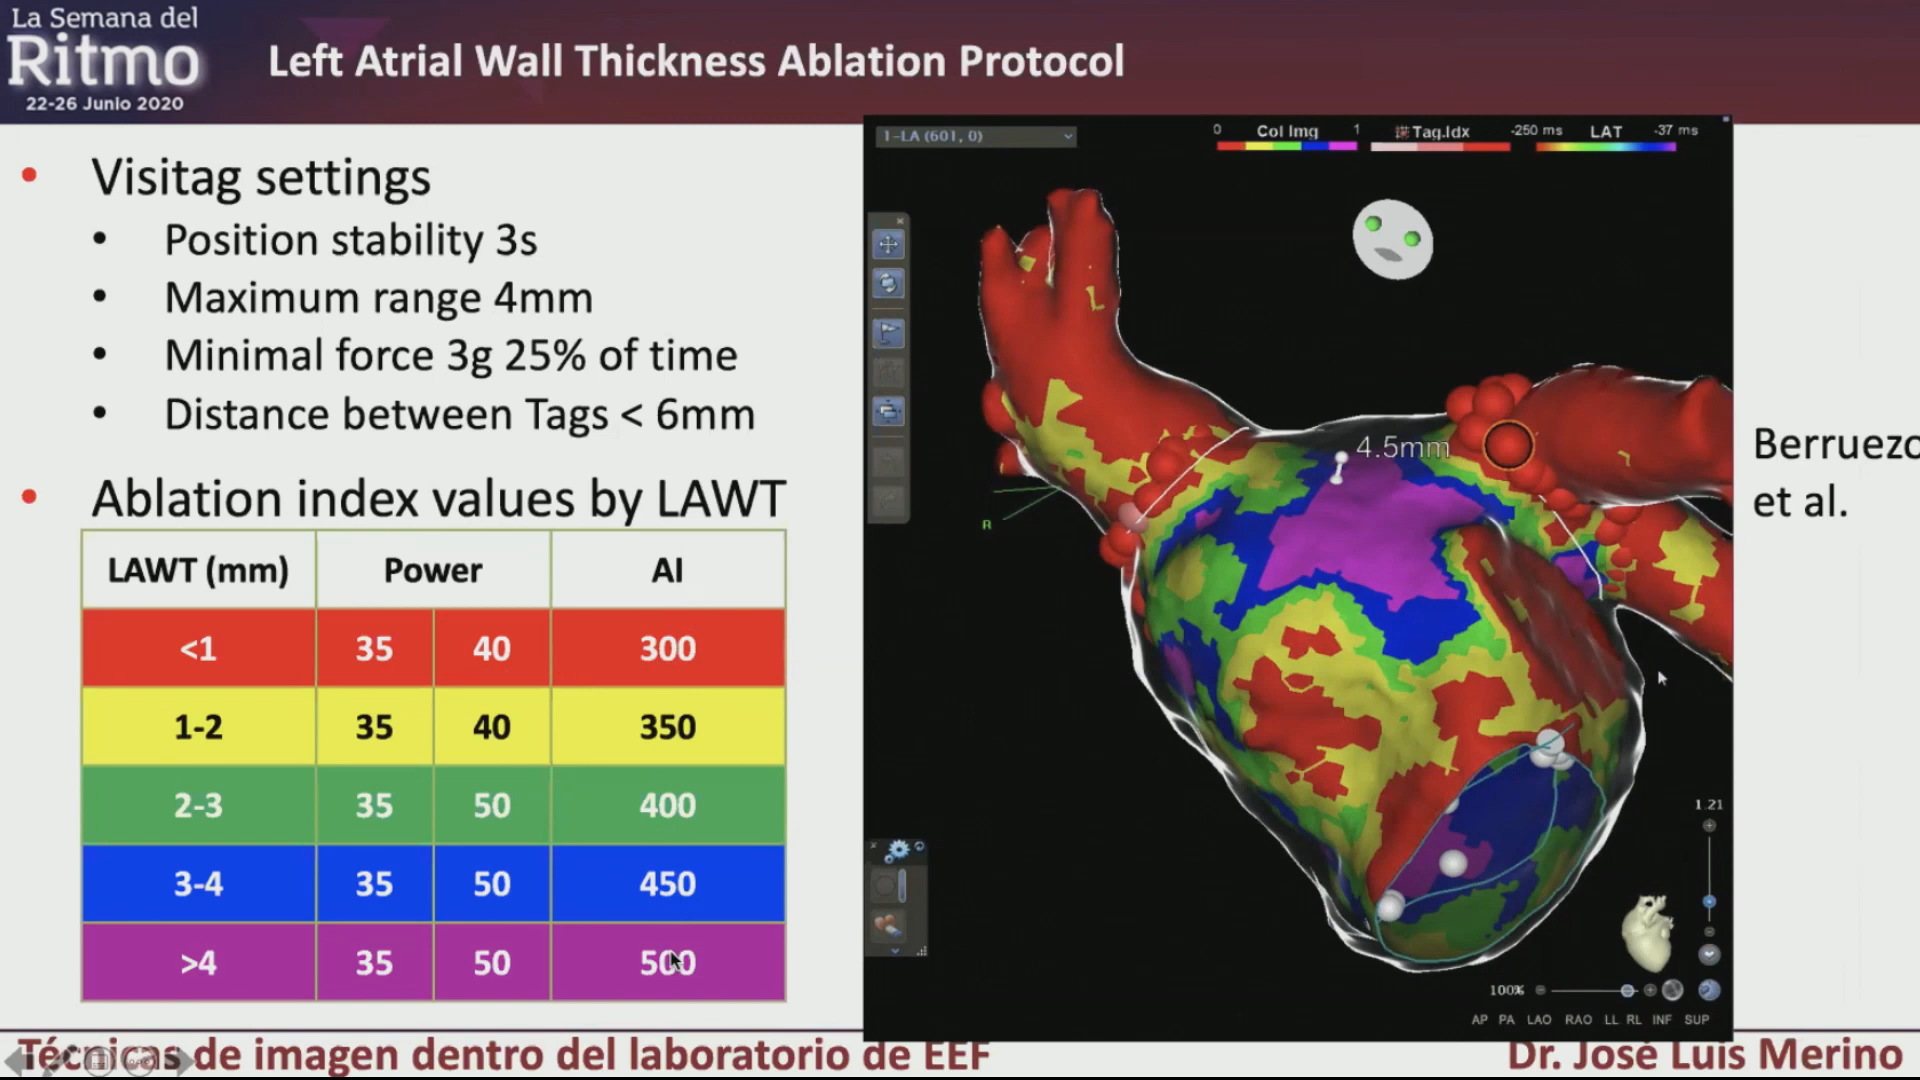 La Semana del
Ritmo
22-26 Junio 2020
Left Atrial Wall Thickness Ablation Protocol
• Visitag settings
• Position stability 3s
• Maximum range 4mm
• Minimal force 3g 25% of time
• Distance between Tags < 6mm
• Ablation index values by LAWT
LAWT (mm) Power AI
<1 35 40 300
1-2 35 40 350
2-3 35 50 400
3-4 35 50 450
>4 35 50 500
1-LA (601, 0)
0 Col Img 1 Tag.Idx -250 ms LAT -37 ms
4.5mm
A
1.21
100%
AP PA LAO RAO LL RL INF SUP
Berruezo
et al.
Técnicas de imagen dentro del laboratorio de EEF
Dr. José Luis Merino